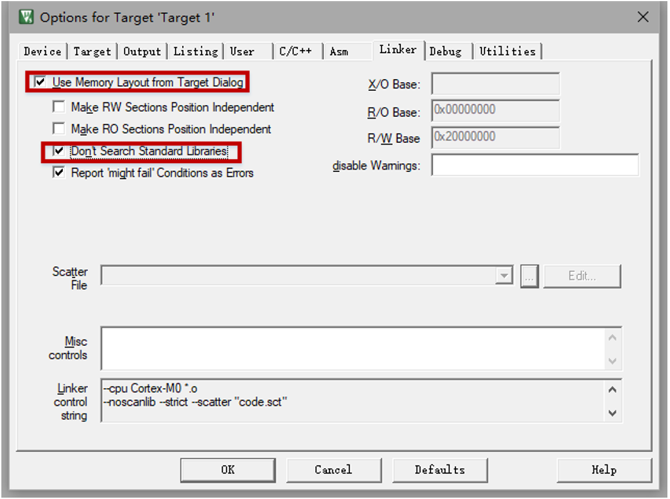 Options for Target 'Target 1'
Device Target Output Listing User C/C++ Asm Linker Debug Utilities
Use Memory Layout from Target Dialog
Make RW Sections Position Independent
Make RO Sections Position Independent
Don't Search Standard Libraries
Report 'might fail' Conditions as Errors
X/O Base:
R/O Base: 0x00000000
R/W Base 0x20000000
disable Warnings:
Scatter
File
... Edit...
Misc
controls
Linker
control
string
--cpu Cortex-M0 *.o
--noscanlib --strict --scatter "code.sct"
OK Cancel Defaults Help